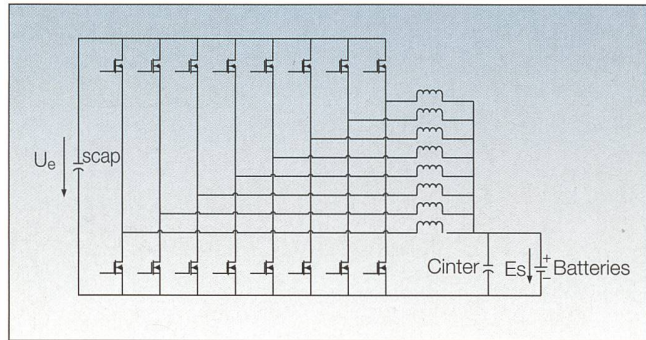 Ue
scap
Cinter
Es
+
Batteries
–